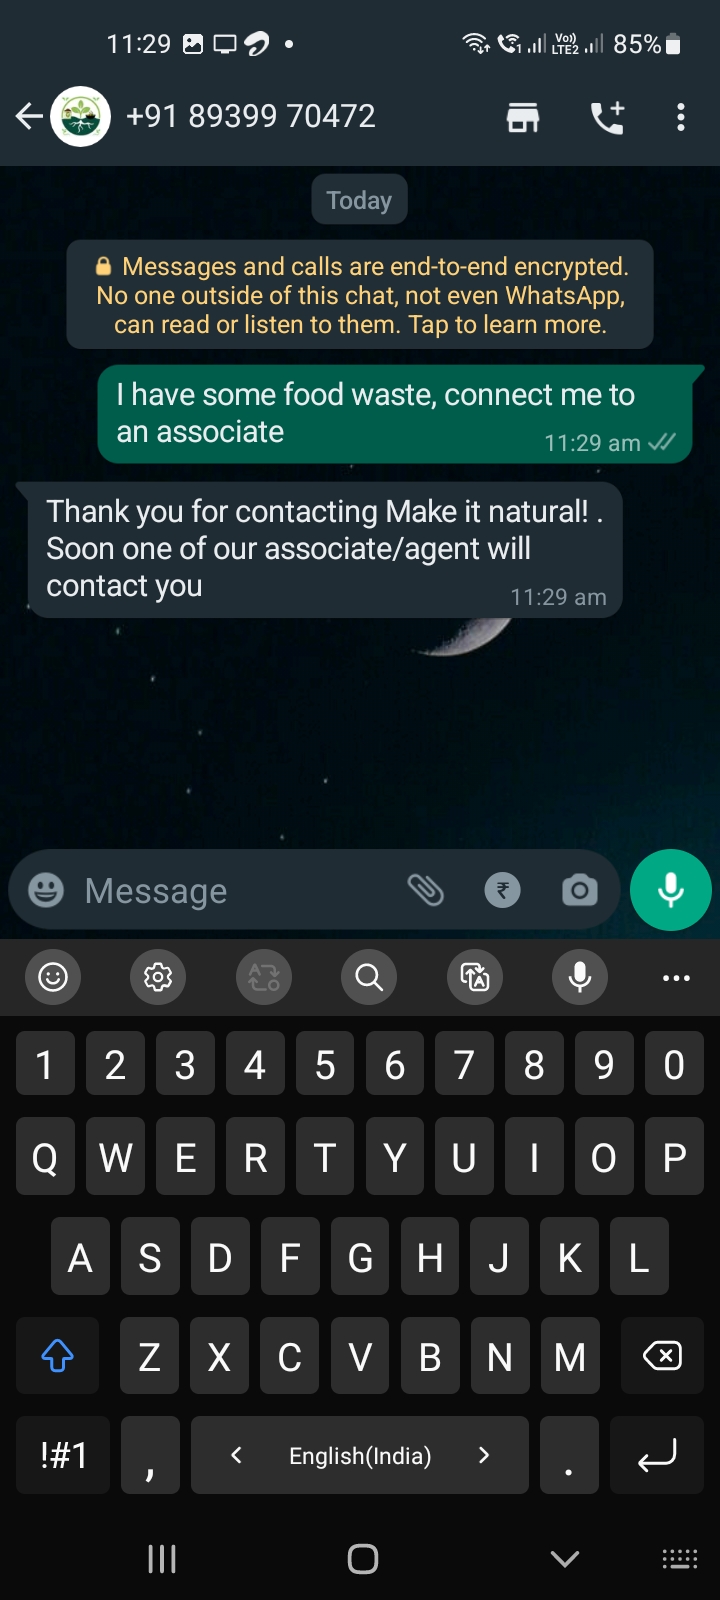 11:29
Vo)) LTE2 85%
+91 89399 70472
Today
Messages and calls are end-to-end encrypted.
No one outside of this chat, not even WhatsApp,
can read or listen to them. Tap to learn more.
I have some food waste, connect me to
an associate
11:29 am
Thank you for contacting Make it natural! .
Soon one of our associate/agent will
contact you
11:29 am
Message
1 2 3 4 5 6 7 8 9 0
Q W E R T Y U I O P
A S D F G H J K L
Z X C V B N M
!#1 , < English(India) > .